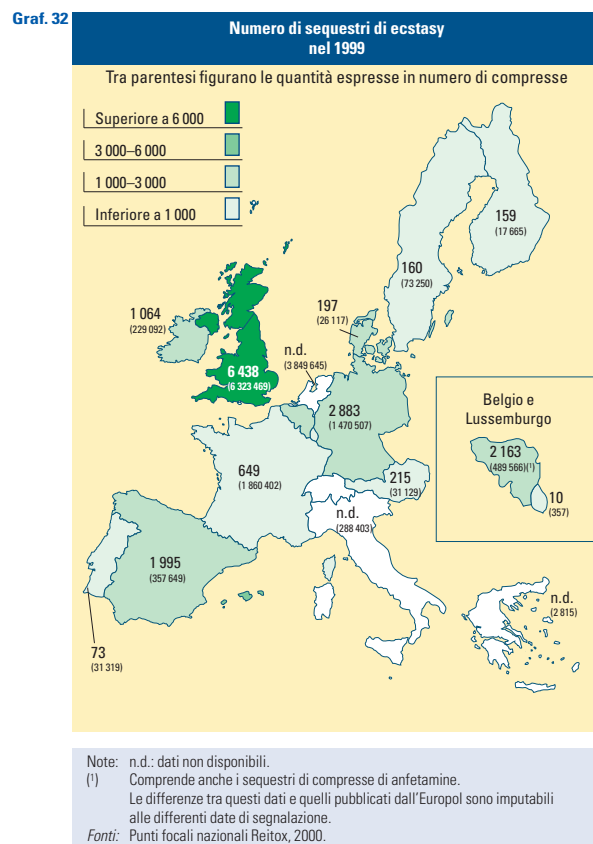 Graf. 32
Numero di sequestri di ecstasy
nel 1999
Tra parentesi figurano le quantità espresse in numero di compresse
Superiore a 6 000
3 000–6 000
1 000–3 000
Inferiore a 1 000
159
(17 665)
160
(73 250)
197
(26 117)
1 064
(229 092)
n.d.
(3 849 645)
6 438
(6 323 469)
2 883
(1 470 507)
Belgio e
Lussemburgo
2 163
(489 566)(¹)
10
(357)
649
(1 860 402)
215
(31 129)
n.d.
(288 403)
1 995
(357 649)
n.d.
(2 815)
73
(31 319)
Note: n.d.: dati non disponibili.
(¹) Comprende anche i sequestri di compresse di anfetamine.
Le differenze tra questi dati e quelli pubblicati dall'Europol sono imputabili
alle differenti date di segnalazione.
Fonti: Punti focali nazionali Reitox, 2000.